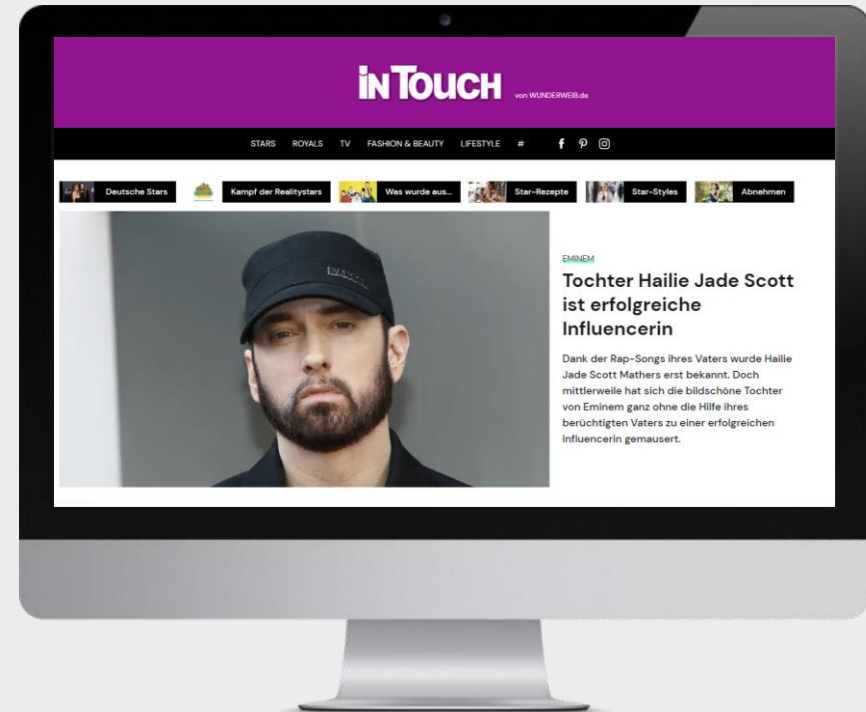 inTOUCH
von WUNDERWEIB.de
STARS ROYALS TV FASHION & BEAUTY LIFESTYLE #
Deutsche Stars Kampf der Realitystars Was wurde aus... Star-Rezepte Star-Styles Abnehmen
EMINEM
Tochter Hailie Jade Scott
ist erfolgreiche
Influencerin
Dank der Rap-Songs ihres Vaters wurde Hailie
Jade Scott Mathers erst bekannt. Doch
mittlerweile hat sich die bildschöne Tochter
von Eminem ganz ohne die Hilfe ihres
berüchtigten Vaters zu einer erfolgreichen
Influencerin gemausert.